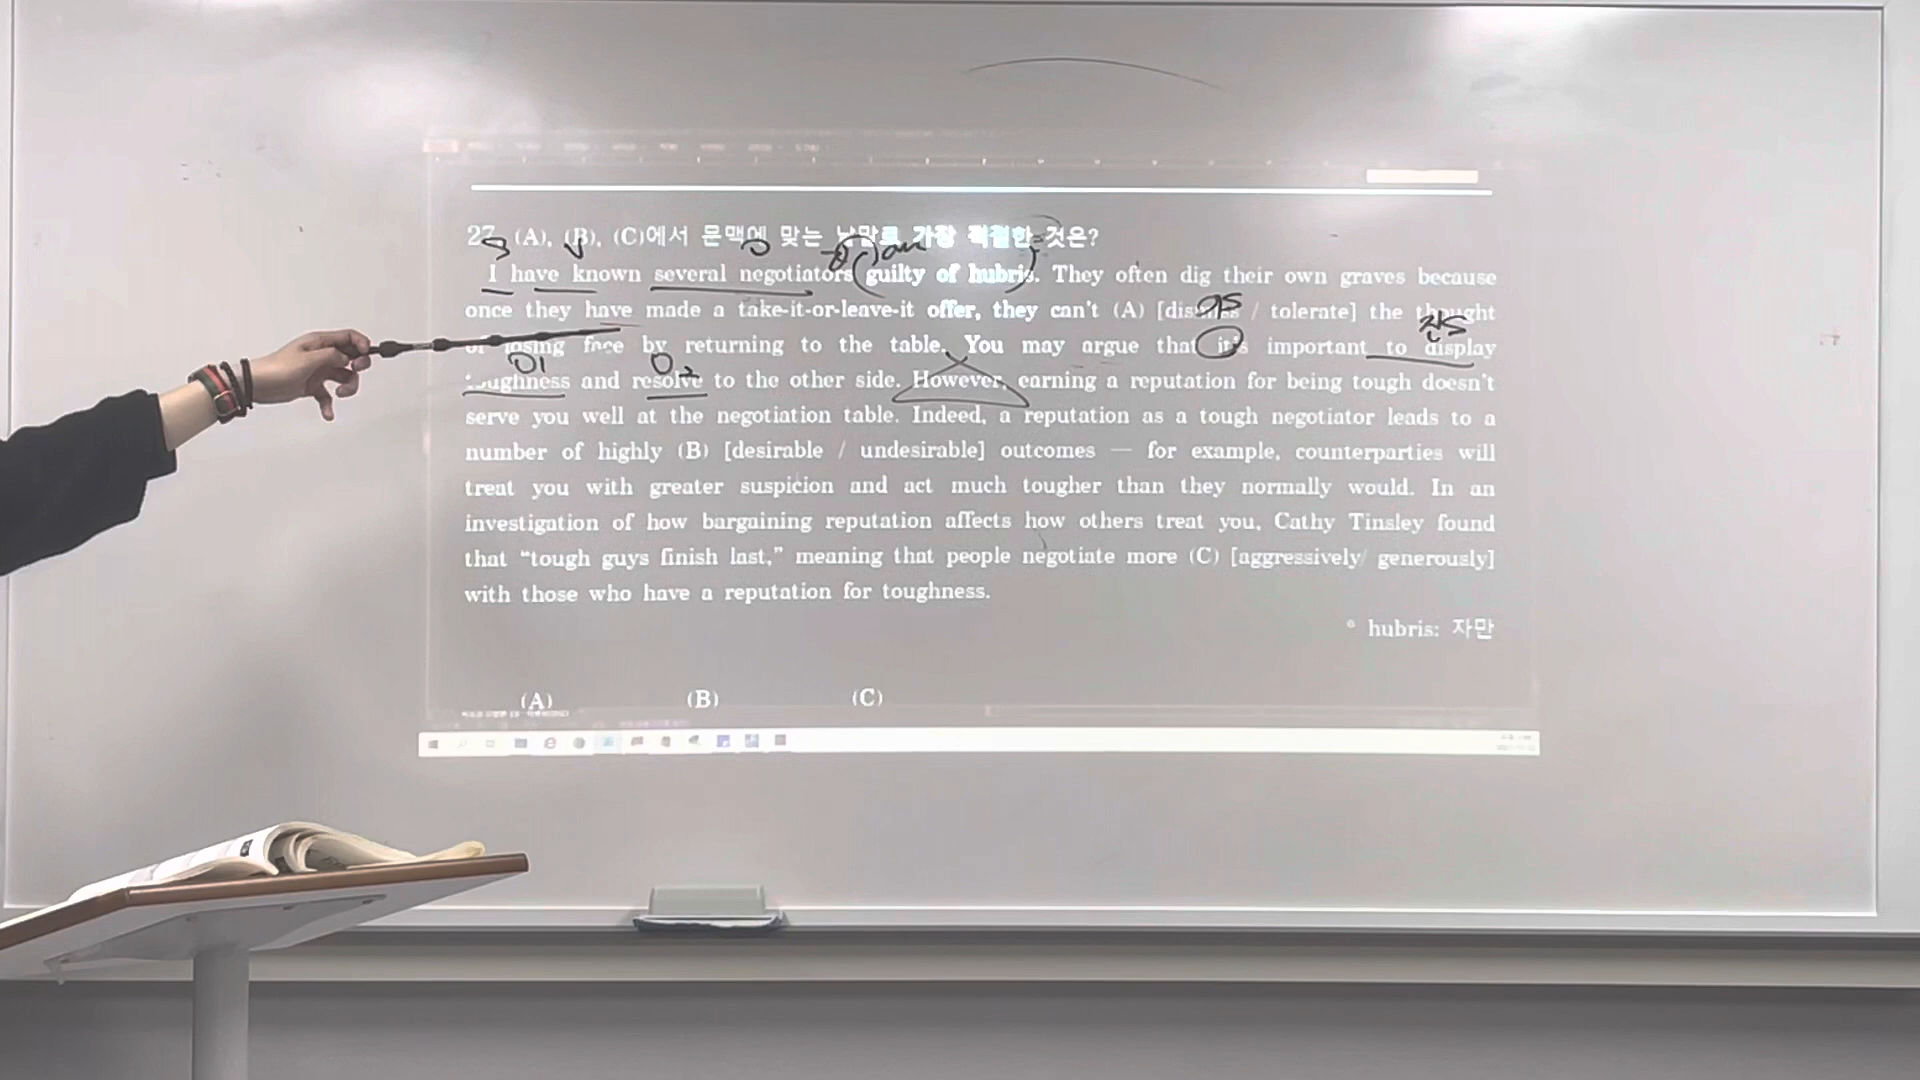 27. (A), (B), (C)에서 문맥에 맞는 낱말로 가장 적절한 것은?
S V O
I have known several negotiators guilty of hubris. They often dig their own graves because
once they have made a take-it-or-leave-it offer, they can't (A) [ / tolerate] the thought
of losing face by returning to the table. You may argue that it's important to display
toughness and resolve to the other side. However, earning a reputation for being tough doesn't
O1 O2
serve you well at the negotiation table. Indeed, a reputation as a tough negotiator leads to a
number of highly (B) [desirable / undesirable] outcomes — for example, counterparties will
treat you with greater suspicion and act much tougher than they normally would. In an
investigation of how bargaining reputation affects how others treat you, Cathy Tinsley found
that “tough guys finish last,” meaning that people negotiate more (C) [aggressively/ generously]
with those who have a reputation for toughness.
* hubris: 자만
(A) (B) (C)